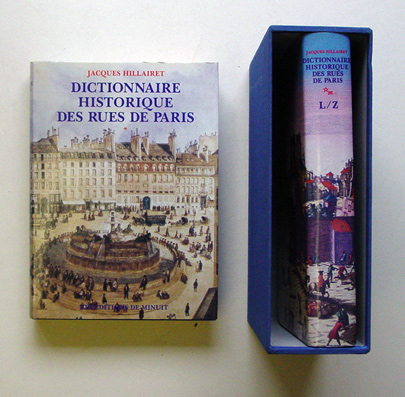 JACQUES HILLAIRET
DICTIONNAIRE
HISTORIQUE
DES RUES DE PARIS
LES ÉDITIONS DE MINUIT
JACQUES HILLAIRET
DICTIONNAIRE
HISTORIQUE
DES RUES
DE PARIS
L/Z